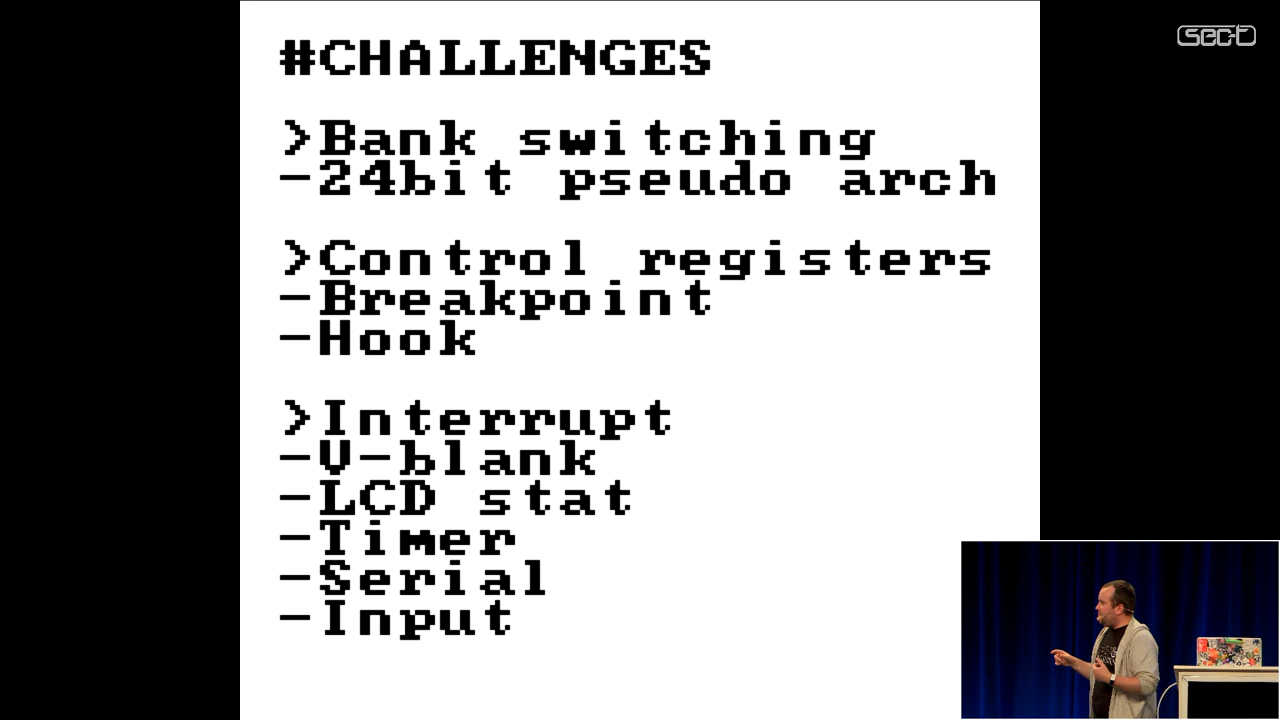 #CHALLENGES
>Bank switching
-24bit pseudo arch
>Control registers
-Breakpoint
-Hook
>Interrupt
-V-blank
-LCD stat
-Timer
-Serial
-Input
sec-t